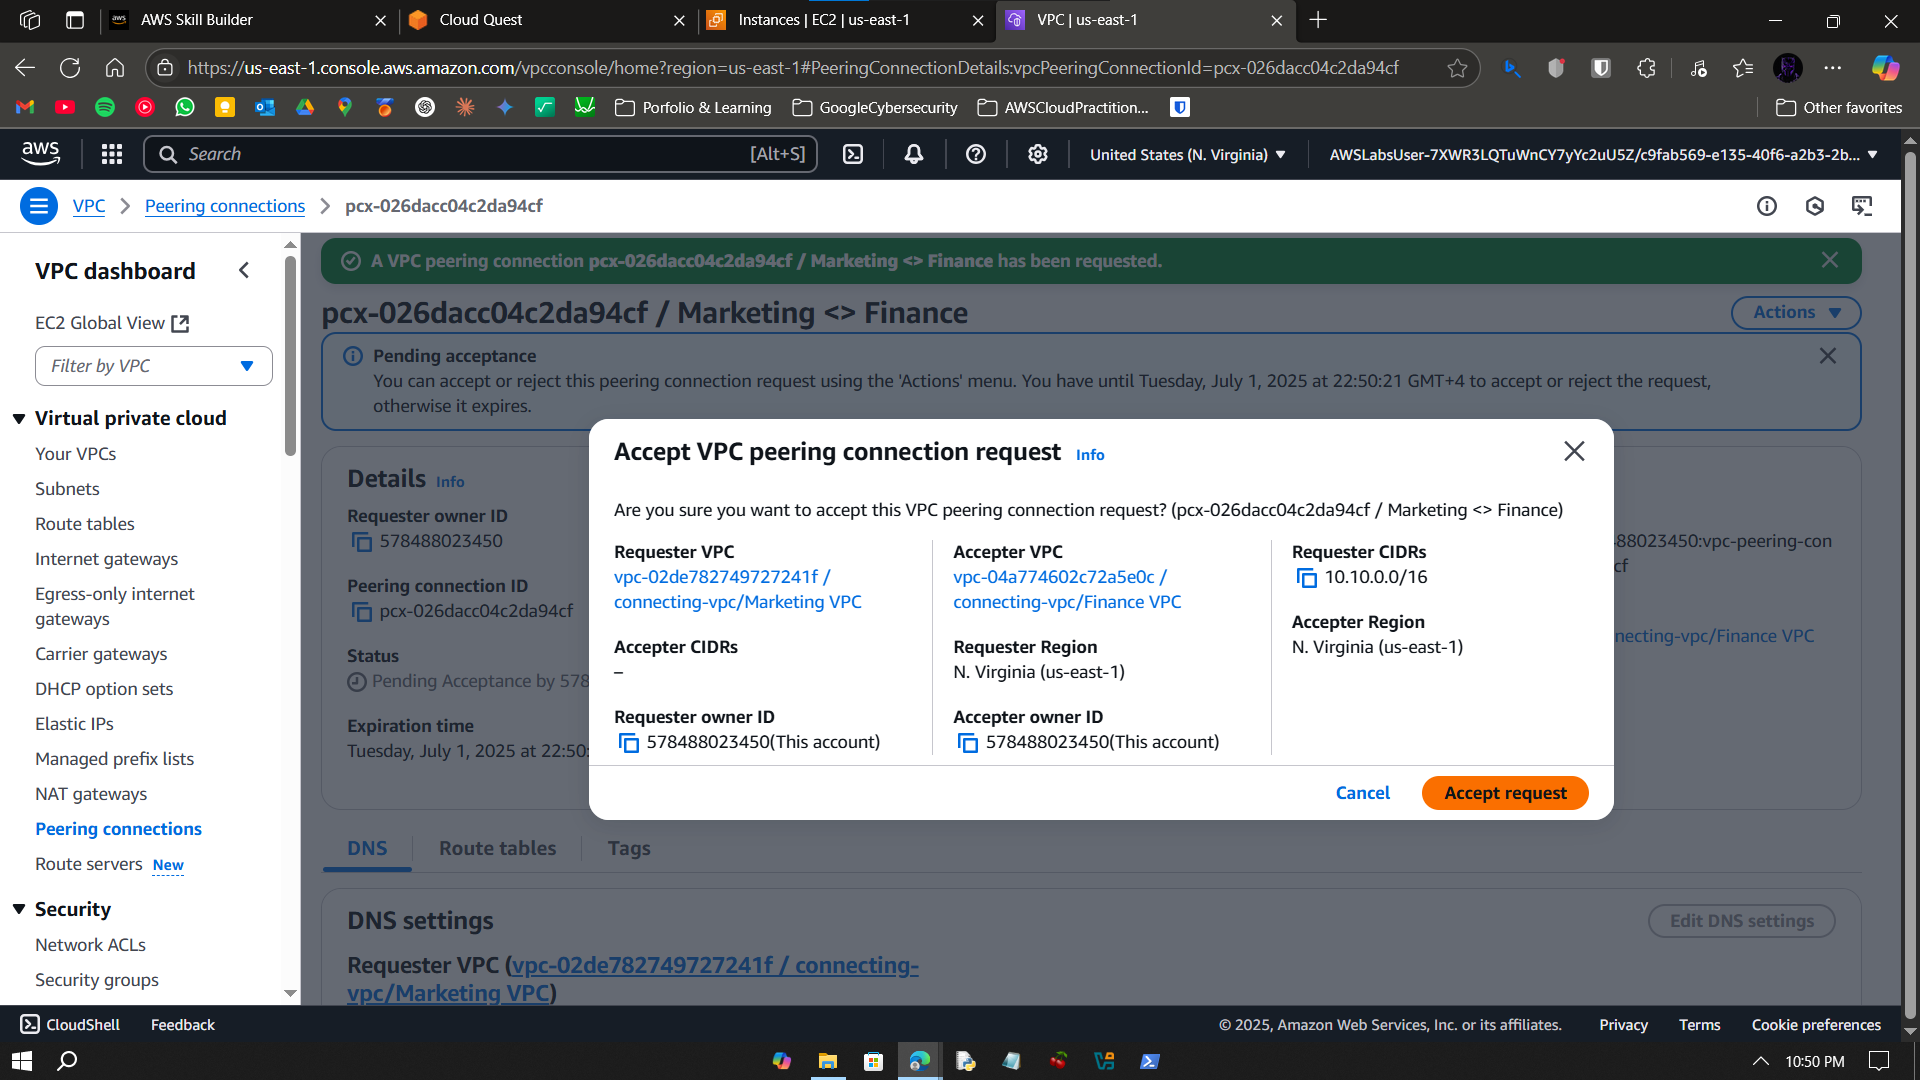 AWS Skill Builder
Cloud Quest
Instances | EC2 | us-east-1
VPC | us-east-1
https://us-east-1.console.aws.amazon.com/vpcconsole/home?region=us-east-1#PeeringConnectionDetails:vpcPeeringConnectionId=pcx-026dacc04c2da94cf
Porfolio & Learning
GoogleCybersecurity
AWSCloudPractition...
Other favorites
aws
Search
[Alt+S]
United States (N. Virginia)
AWSLabsUser-7XWR3LQTuWnCY7yYc2uU5Z/c9fab569-e135-40f6-a2b3-2b...
VPC
Peering connections
pcx-026dacc04c2da94cf
VPC dashboard
EC2 Global View
Filter by VPC
Virtual private cloud
Your VPCs
Subnets
Route tables
Internet gateways
Egress-only internet
gateways
Carrier gateways
DHCP option sets
Elastic IPs
Managed prefix lists
NAT gateways
Peering connections
Route servers New
Security
Network ACLs
Security groups
A VPC peering connection pcx-026dacc04c2da94cf / Marketing <> Finance has been requested.
pcx-026dacc04c2da94cf / Marketing <> Finance
Actions
Pending acceptance
You can accept or reject this peering connection request using the 'Actions' menu. You have until Tuesday, July 1, 2025 at 22:50:21 GMT+4 to accept or reject the request,
otherwise it expires.
Details Info
Requester owner ID
578488023450
Peering connection ID
pcx-026dacc04c2da94cf
Status
Pending Acceptance by 578
Expiration time
Tuesday, July 1, 2025 at 22:50:
88023450:vpc-peering-con
cf
necting-vpc/Finance VPC
Accept VPC peering connection request Info
Are you sure you want to accept this VPC peering connection request? (pcx-026dacc04c2da94cf / Marketing <> Finance)
Requester VPC
vpc-02de782749727241f /
connecting-vpc/Marketing VPC
Accepter CIDRs
–
Requester owner ID
578488023450(This account)
Accepter VPC
vpc-04a774602c72a5e0c /
connecting-vpc/Finance VPC
Requester Region
N. Virginia (us-east-1)
Accepter owner ID
578488023450(This account)
Requester CIDRs
10.10.0.0/16
Accepter Region
N. Virginia (us-east-1)
Cancel
Accept request
DNS
Route tables
Tags
DNS settings
Edit DNS settings
Requester VPC (vpc-02de782749727241f / connecting-
vpc/Marketing VPC)
CloudShell
Feedback
© 2025, Amazon Web Services, Inc. or its affiliates.
Privacy
Terms
Cookie preferences
10:50 PM